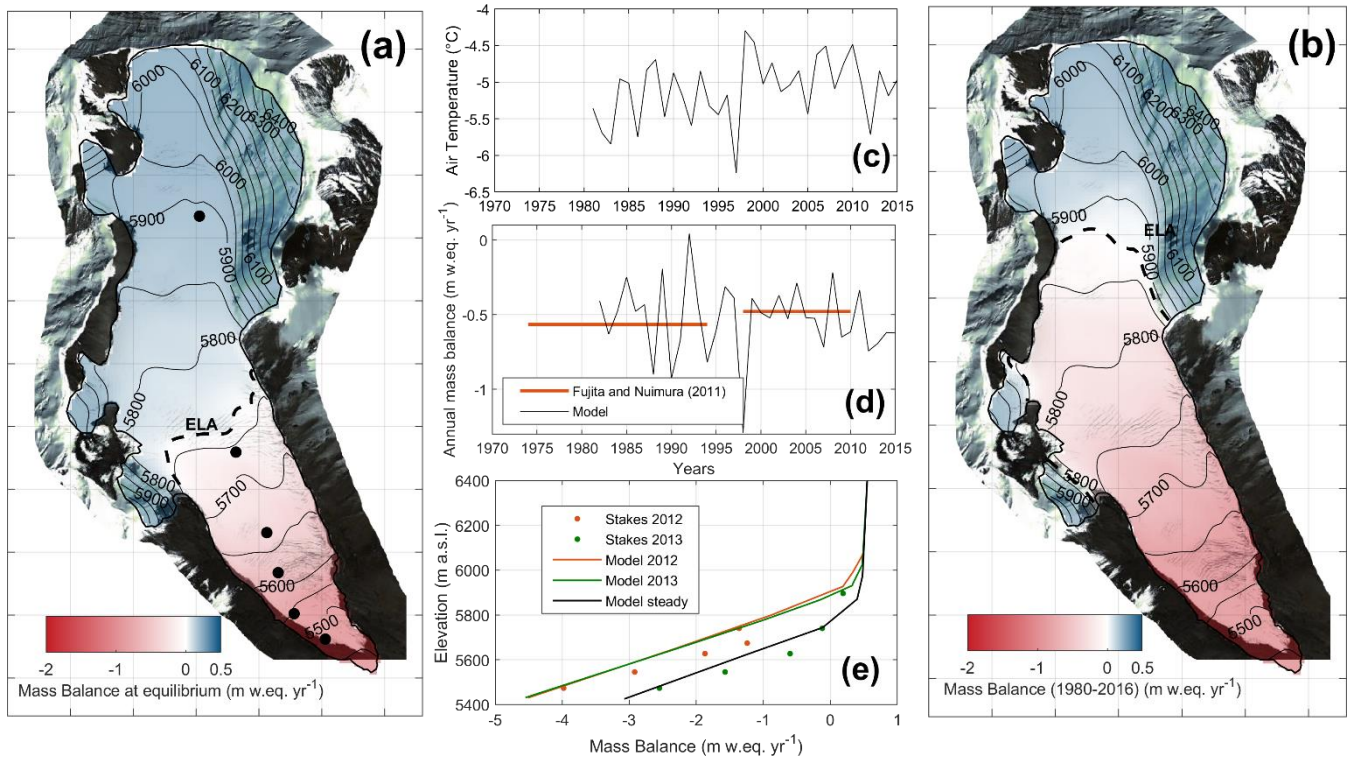 (a)
6000
6100
6200
6300
6400
6000
5900
5900
6100
5800
5800
ELA
5800
5900
5700
5600
5500
-2 -1 0 0.5
Mass Balance at equilibrium (m w.eq. yr-1)
Air Temperature (°C)
-4
-4.5
-5
-5.5
-6
-6.5
(c)
1970 1975 1980 1985 1990 1995 2000 2005 2010 2015
Annual mass balance (m w.eq. yr-1)
0
-0.5
-1
Fujita and Nuimura (2011)
Model
(d)
1970 1975 1980 1985 1990 1995 2000 2005 2010 2015
Years
Elevation (m a.s.l.)
6400
6200
6000
5800
5600
5400
Stakes 2012
Stakes 2013
Model 2012
Model 2013
Model steady
(e)
-5 -4 -3 -2 -1 0 1
Mass Balance (m w.eq. yr-1)
(b)
6000
6100
6200
6300
6400
6000
5900
ELA
5900
6100
5800
5800
5800
5900
5700
5600
5500
-2 -1 0 0.5
Mass Balance (1980-2016) (m w.eq. yr-1)